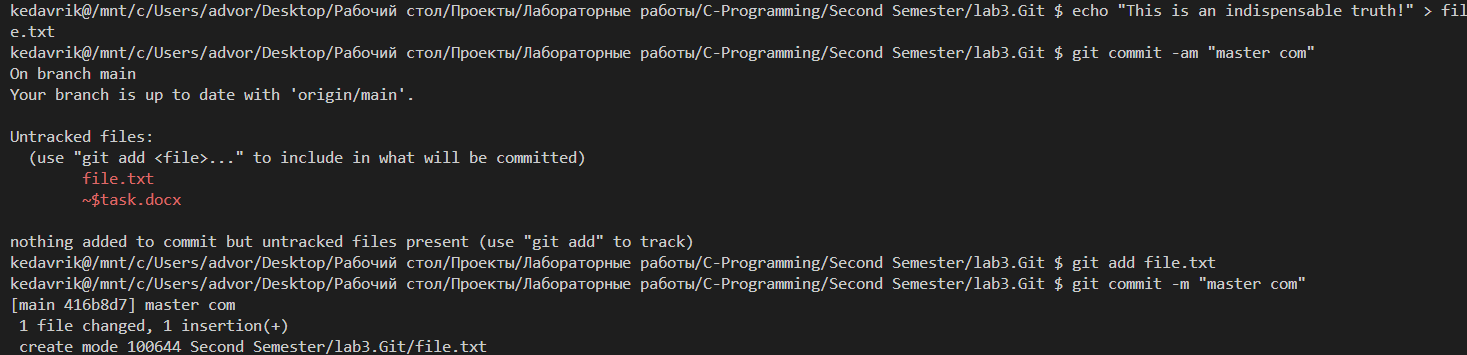 kedavrik@/mnt/c/Users/advor/Desktop/Рабочий стол/Проекты/Лабораторные работы/C-Programming/Second Semester/lab3.Git $ echo "This is an indispensable truth!" > fil
e.txt
kedavrik@/mnt/c/Users/advor/Desktop/Рабочий стол/Проекты/Лабораторные работы/C-Programming/Second Semester/lab3.Git $ git commit -am "master com"
On branch main
Your branch is up to date with 'origin/main'.
Untracked files:
  (use "git add <file>..." to include in what will be committed)
        file.txt
        ~$task.docx
nothing added to commit but untracked files present (use "git add" to track)
kedavrik@/mnt/c/Users/advor/Desktop/Рабочий стол/Проекты/Лабораторные работы/C-Programming/Second Semester/lab3.Git $ git add file.txt
kedavrik@/mnt/c/Users/advor/Desktop/Рабочий стол/Проекты/Лабораторные работы/C-Programming/Second Semester/lab3.Git $ git commit -m "master com"
[main 416b8d7] master com
 1 file changed, 1 insertion(+)
 create mode 100644 Second Semester/lab3.Git/file.txt